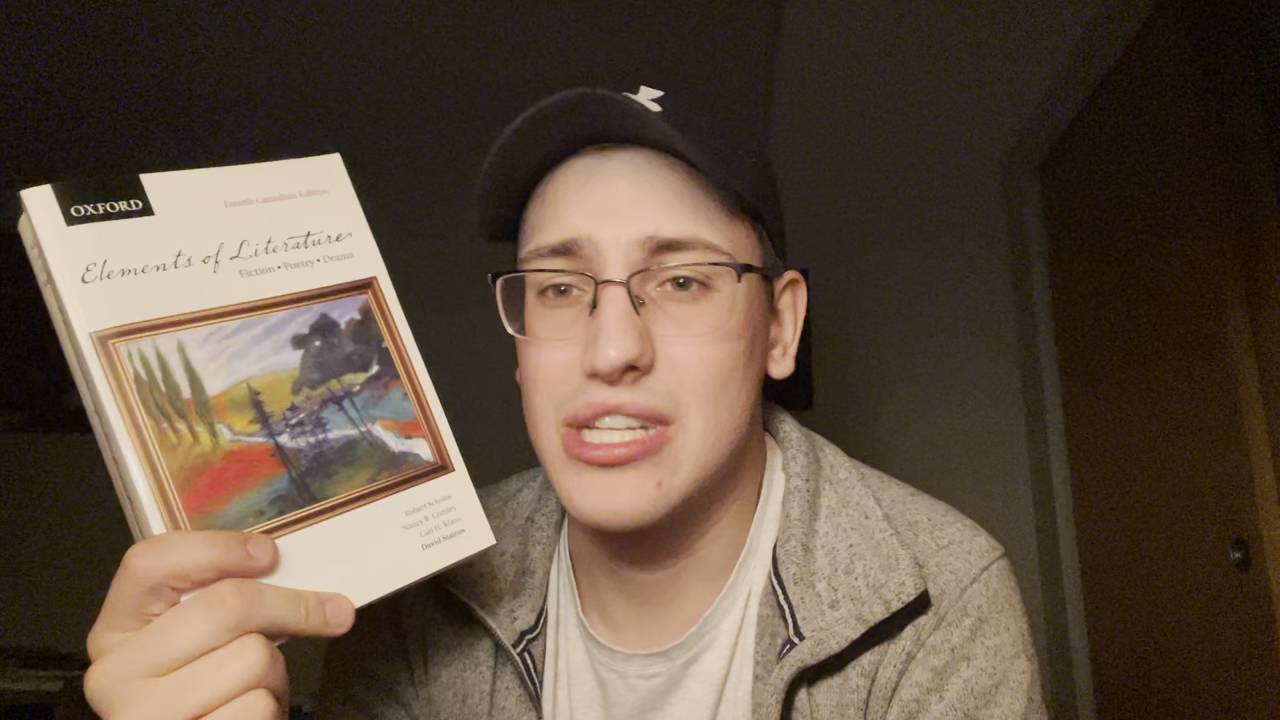 OXFORD
Fourth Canadian Edition
Elements of Literature
Fiction • Poetry • Drama
Robert Scholes
Nancy R. Comley
Carl H. Klaus
David Staines